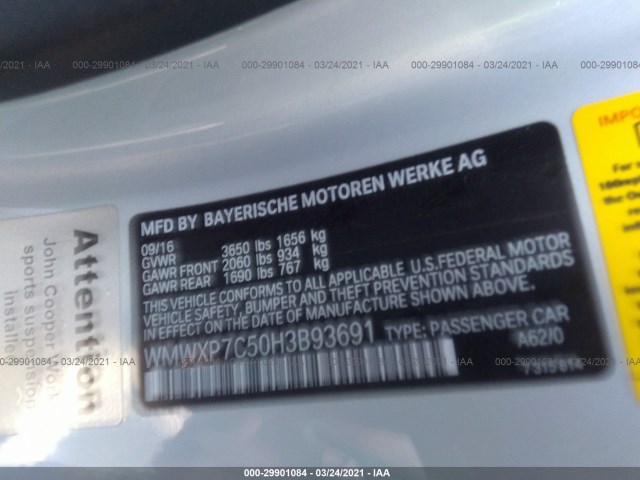 000-29901084 - 03/24/2021 - IAA
MFD BY BAYERISCHE MOTOREN WERKE AG
09/16
GVWR 3650 lbs 1656 kg
GAWR FRONT 2060 lbs 934 kg
GAWR REAR 1690 lbs 767 kg
THIS VEHICLE CONFORMS TO ALL APPLICABLE U.S. FEDERAL MOTOR
VEHICLE SAFETY, BUMPER AND THEFT PREVENTION STANDARDS
IN EFFECT ON THE DATE OF MANUFACTURE SHOWN ABOVE.
WMWXP7C50H3B93691 TYPE: PASSENGER CAR
A62/0
Attention
John Cooper
sports suspension
IMPO
For
the
000-29901084 - 03/24/2021 - IAA